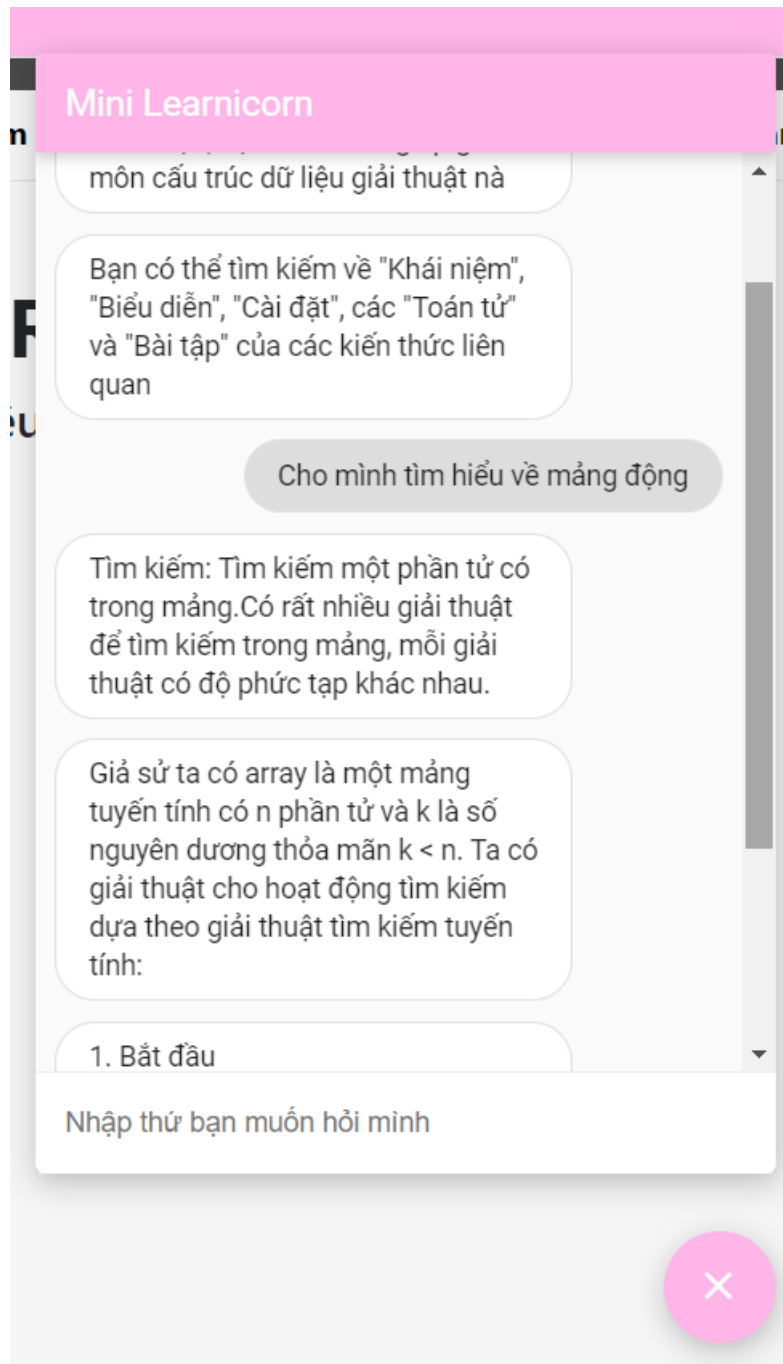 Mini Learnicorn
môn cấu trúc dữ liệu giải thuật nà
Bạn có thể tìm kiếm về "Khái niệm",
"Biểu diễn", "Cài đặt", các "Toán tử"
và "Bài tập" của các kiến thức liên
quan
Cho mình tìm hiểu về mảng động
Tìm kiếm: Tìm kiếm một phần tử có
trong mảng.Có rất nhiều giải thuật
để tìm kiếm trong mảng, mỗi giải
thuật có độ phức tạp khác nhau.
Giả sử ta có array là một mảng
tuyến tính có n phần tử và k là số
nguyên dương thỏa mãn k < n. Ta có
giải thuật cho hoạt động tìm kiếm
dựa theo giải thuật tìm kiếm tuyến
tính:
1. Bắt đầu
Nhập thứ bạn muốn hỏi mình